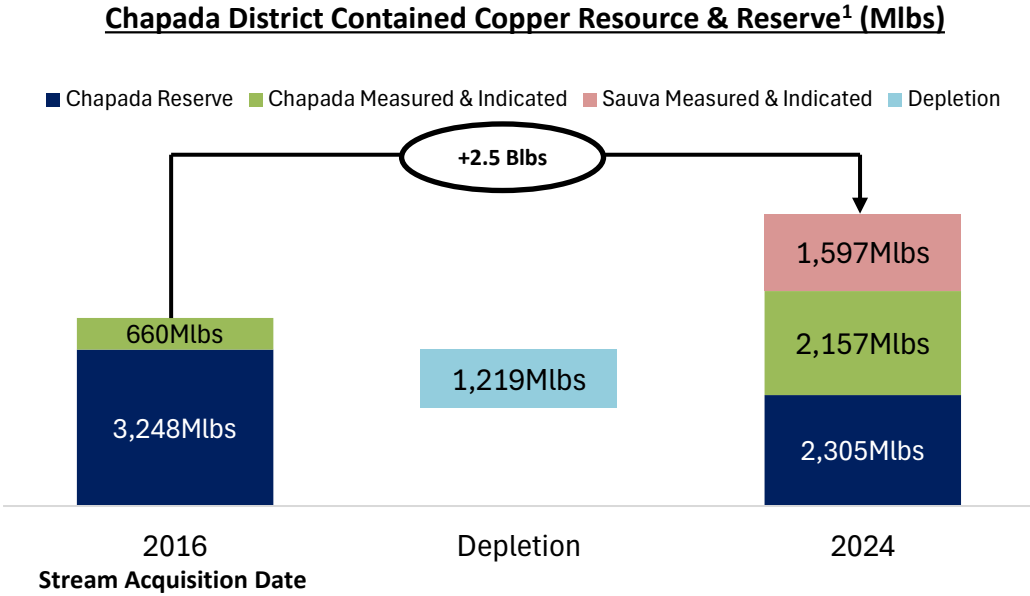 Chapada District Contained Copper Resource & Reserve¹ (Mlbs)
Chapada Reserve Chapada Measured & Indicated Sauva Measured & Indicated Depletion
+2.5 Blbs
1,597Mlbs
660Mlbs
2,157Mlbs
1,219Mlbs
3,248Mlbs
2,305Mlbs
2016 Depletion 2024
Stream Acquisition Date